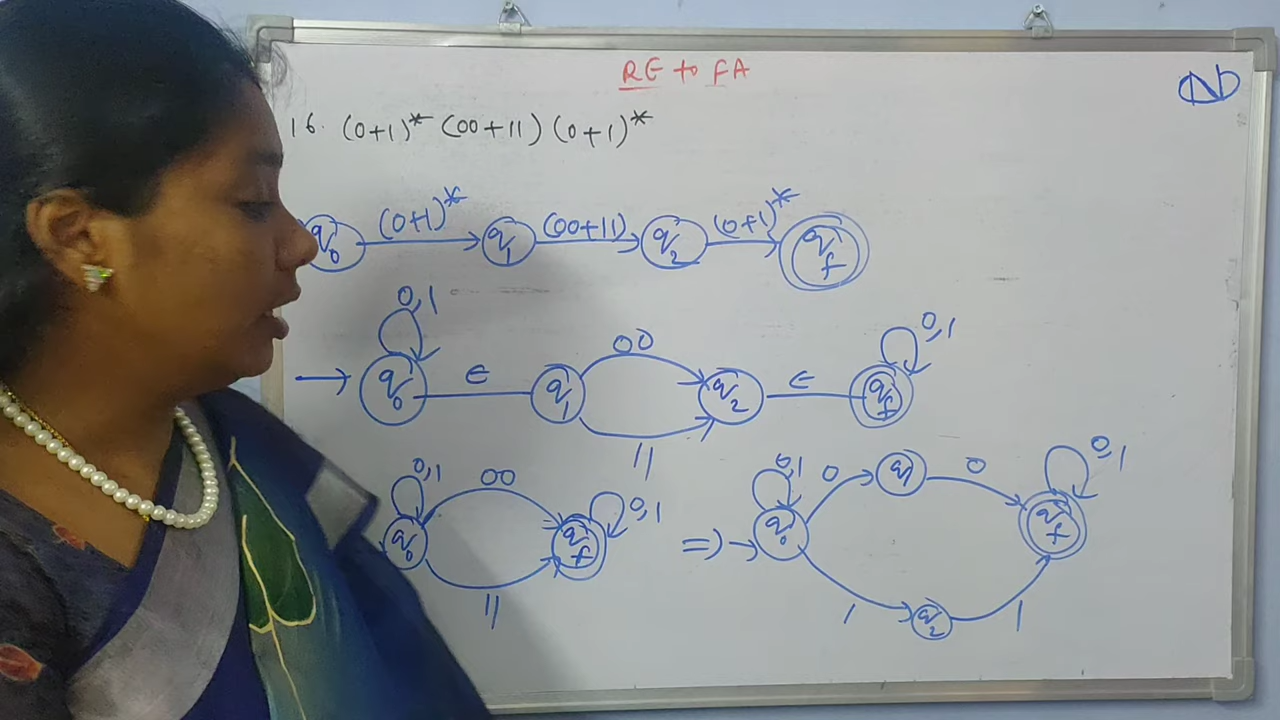 RE to FA
ND
16. (0+1)* (00+11) (0+1)*
q0 (0+1)* q1 (00+11) q2 (0+1)* qf
0,1 00 0,1
q0 ∈ q1 q2 ∈ qf
11
0,1 00 0,1
q0 qf
11
0,1 0 q1 0 0,1
⇒ → q0 qf
1 q2 1